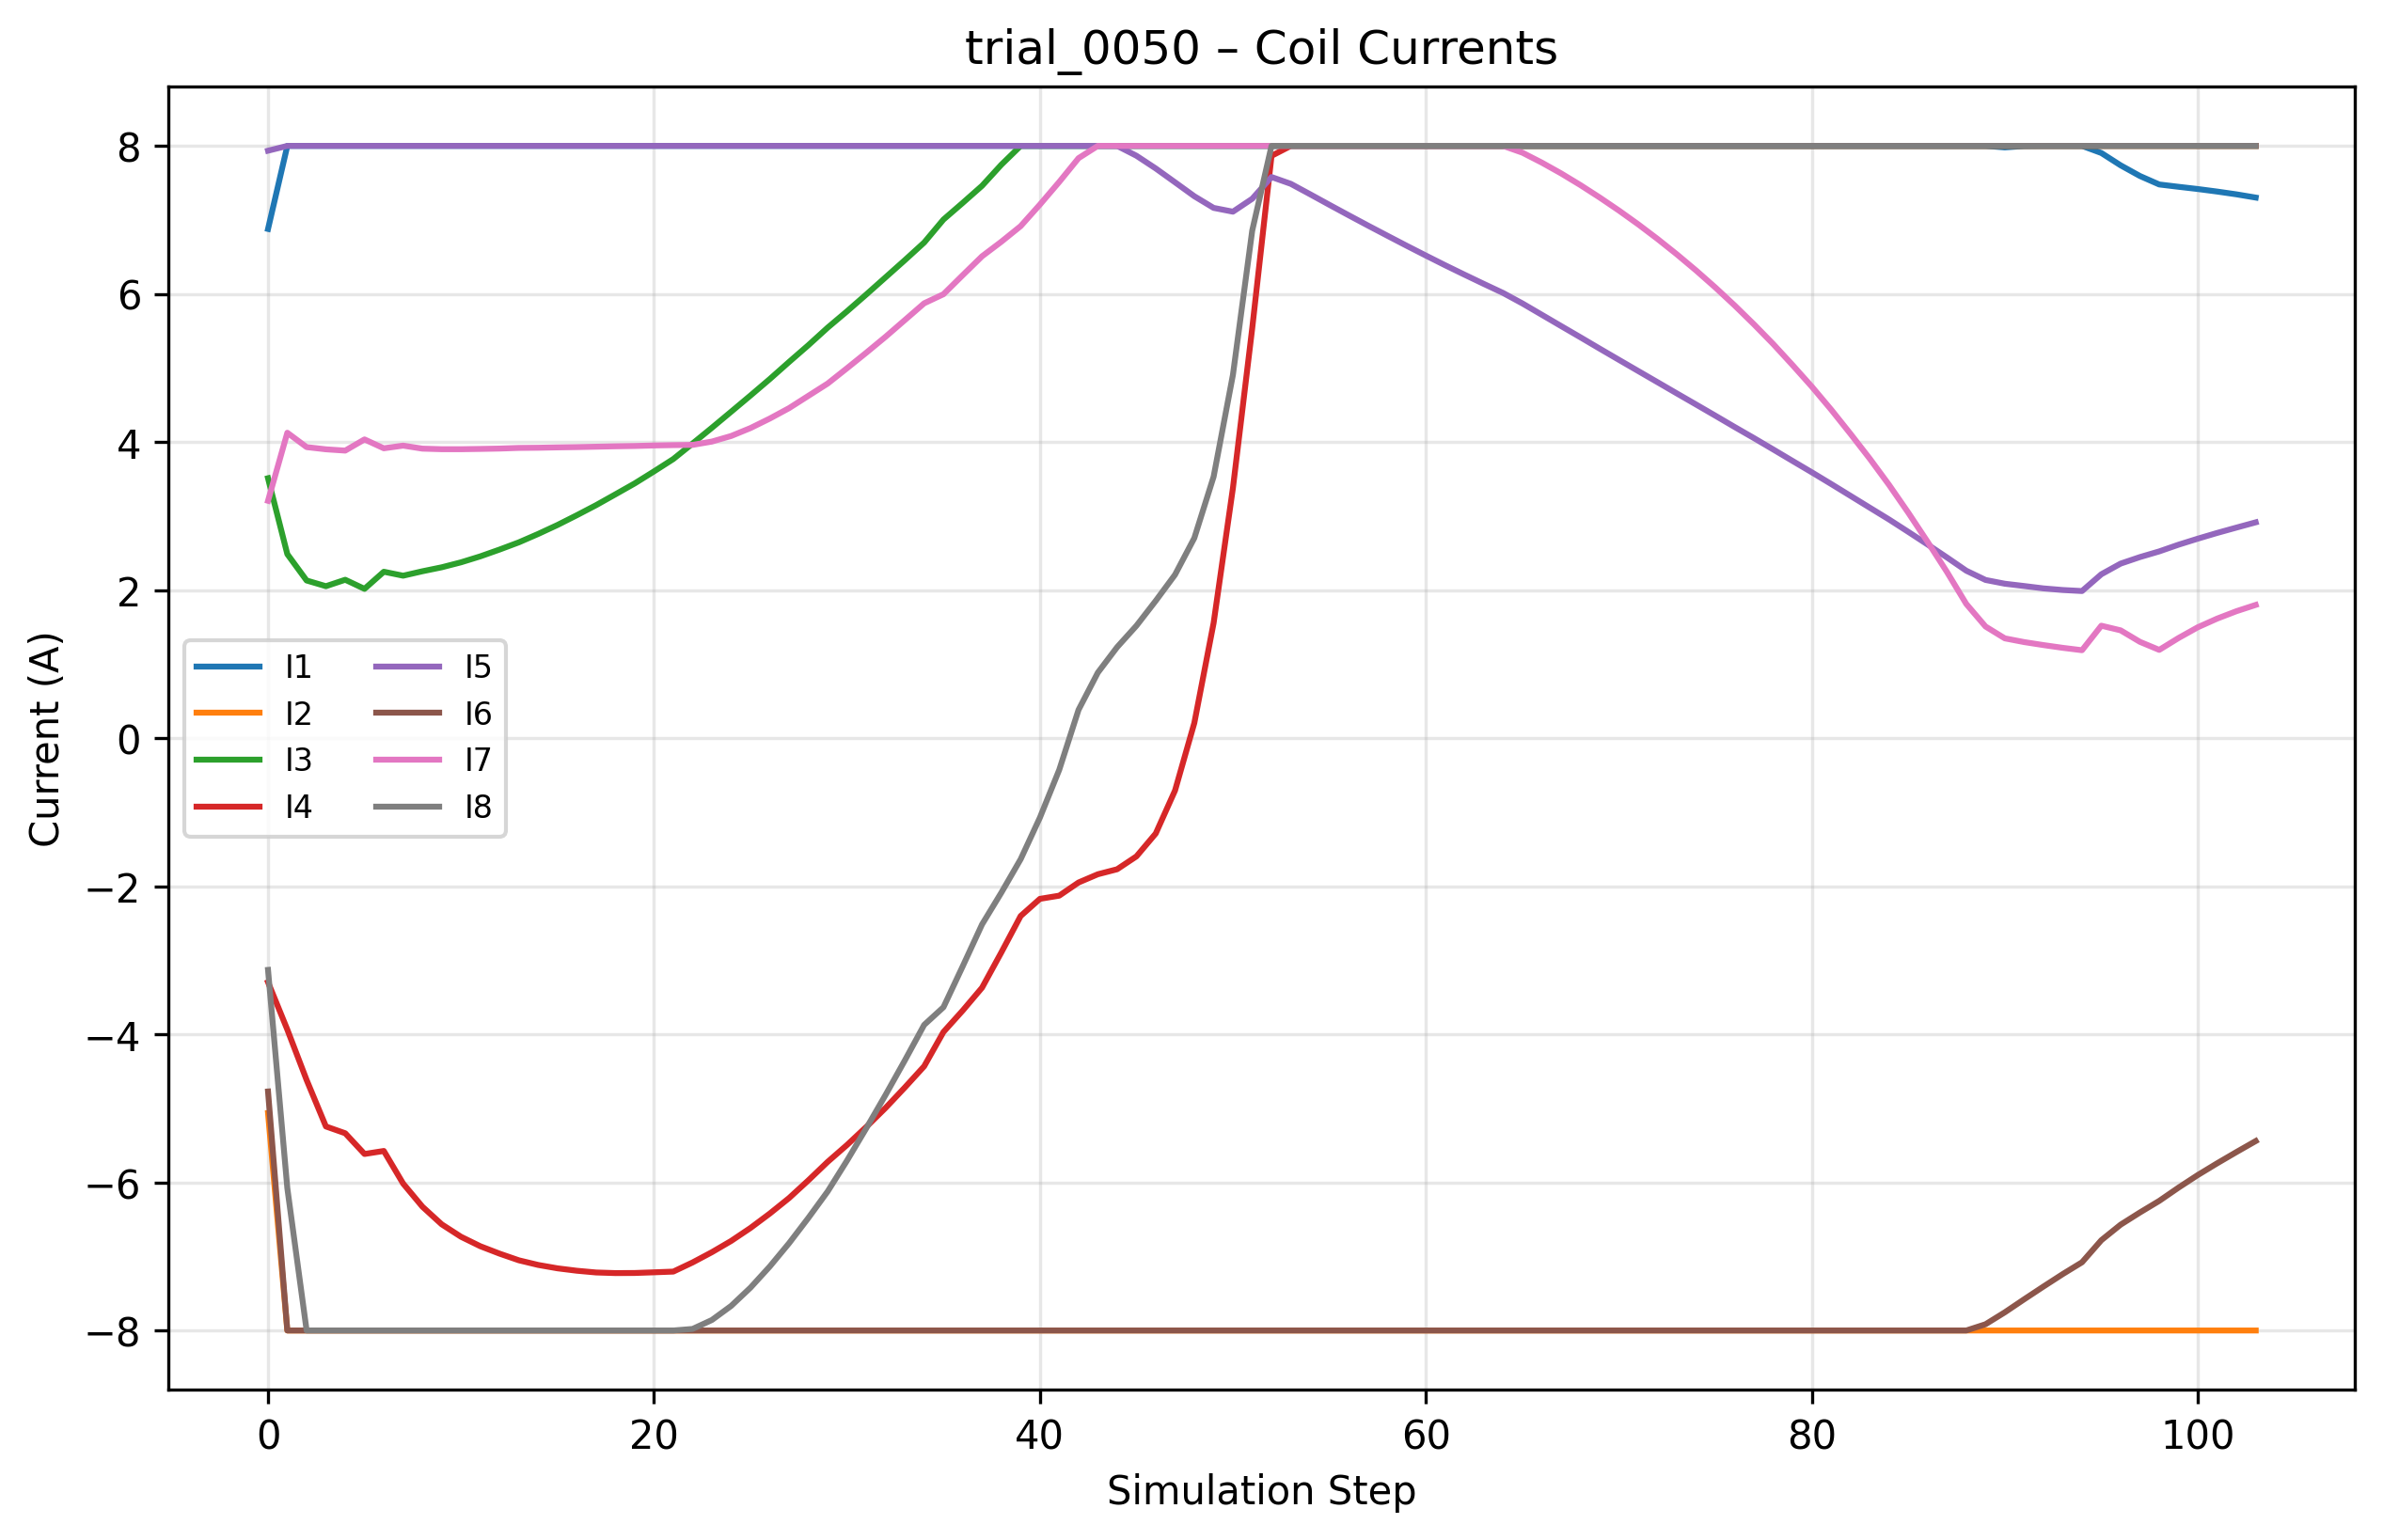 trial_0050 – Coil Currents
Current (A)
8
6
4
2
0
−2
−4
−6
−8
I1 I5
I2 I6
I3 I7
I4 I8
0 20 40 60 80 100
Simulation Step